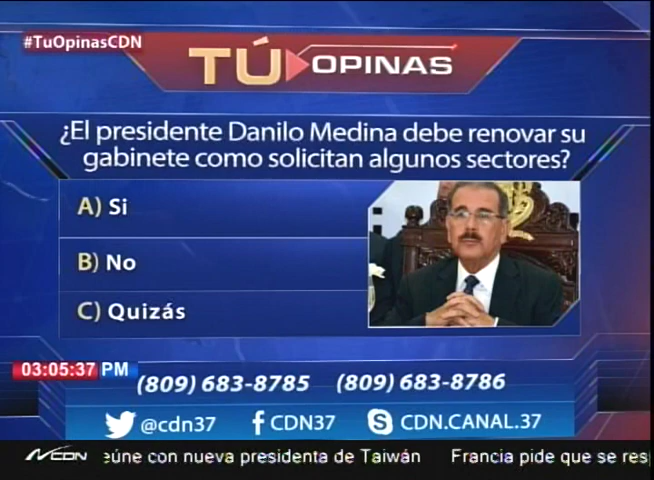 #TuOpinasCDN
TÚ OPINAS
¿El presidente Danilo Medina debe renovar su
gabinete como solicitan algunos sectores?
A) Si
B) No
C) Quizás
03:05:37 PM
(809) 683-8785 (809) 683-8786
@cdn37 CDN37 CDN.CANAL.37
CDN eúne con nueva presidenta de Taiwán Francia pide que se res